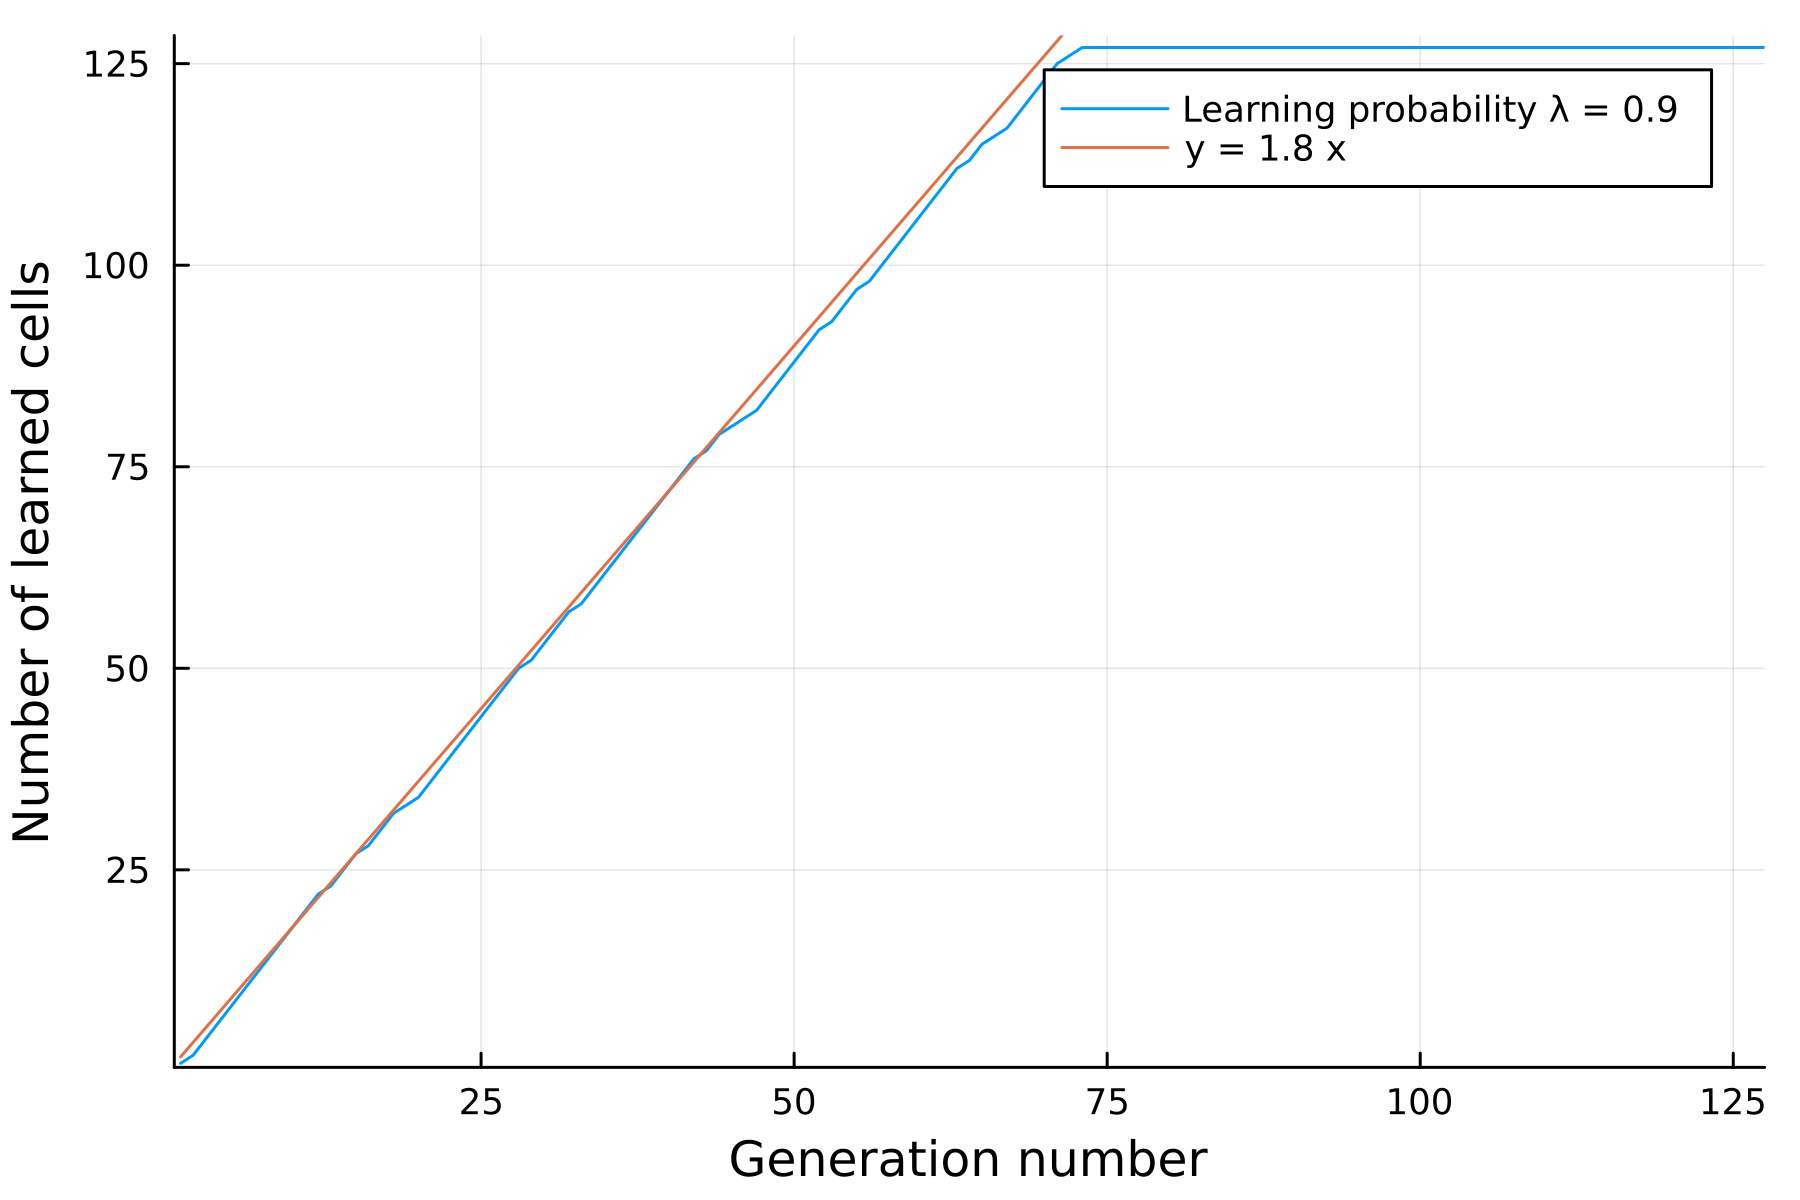 125
100
75
50
25
Number of learned cells
Learning probability λ = 0.9
y = 1.8 x
25
50
75
100
125
Generation number